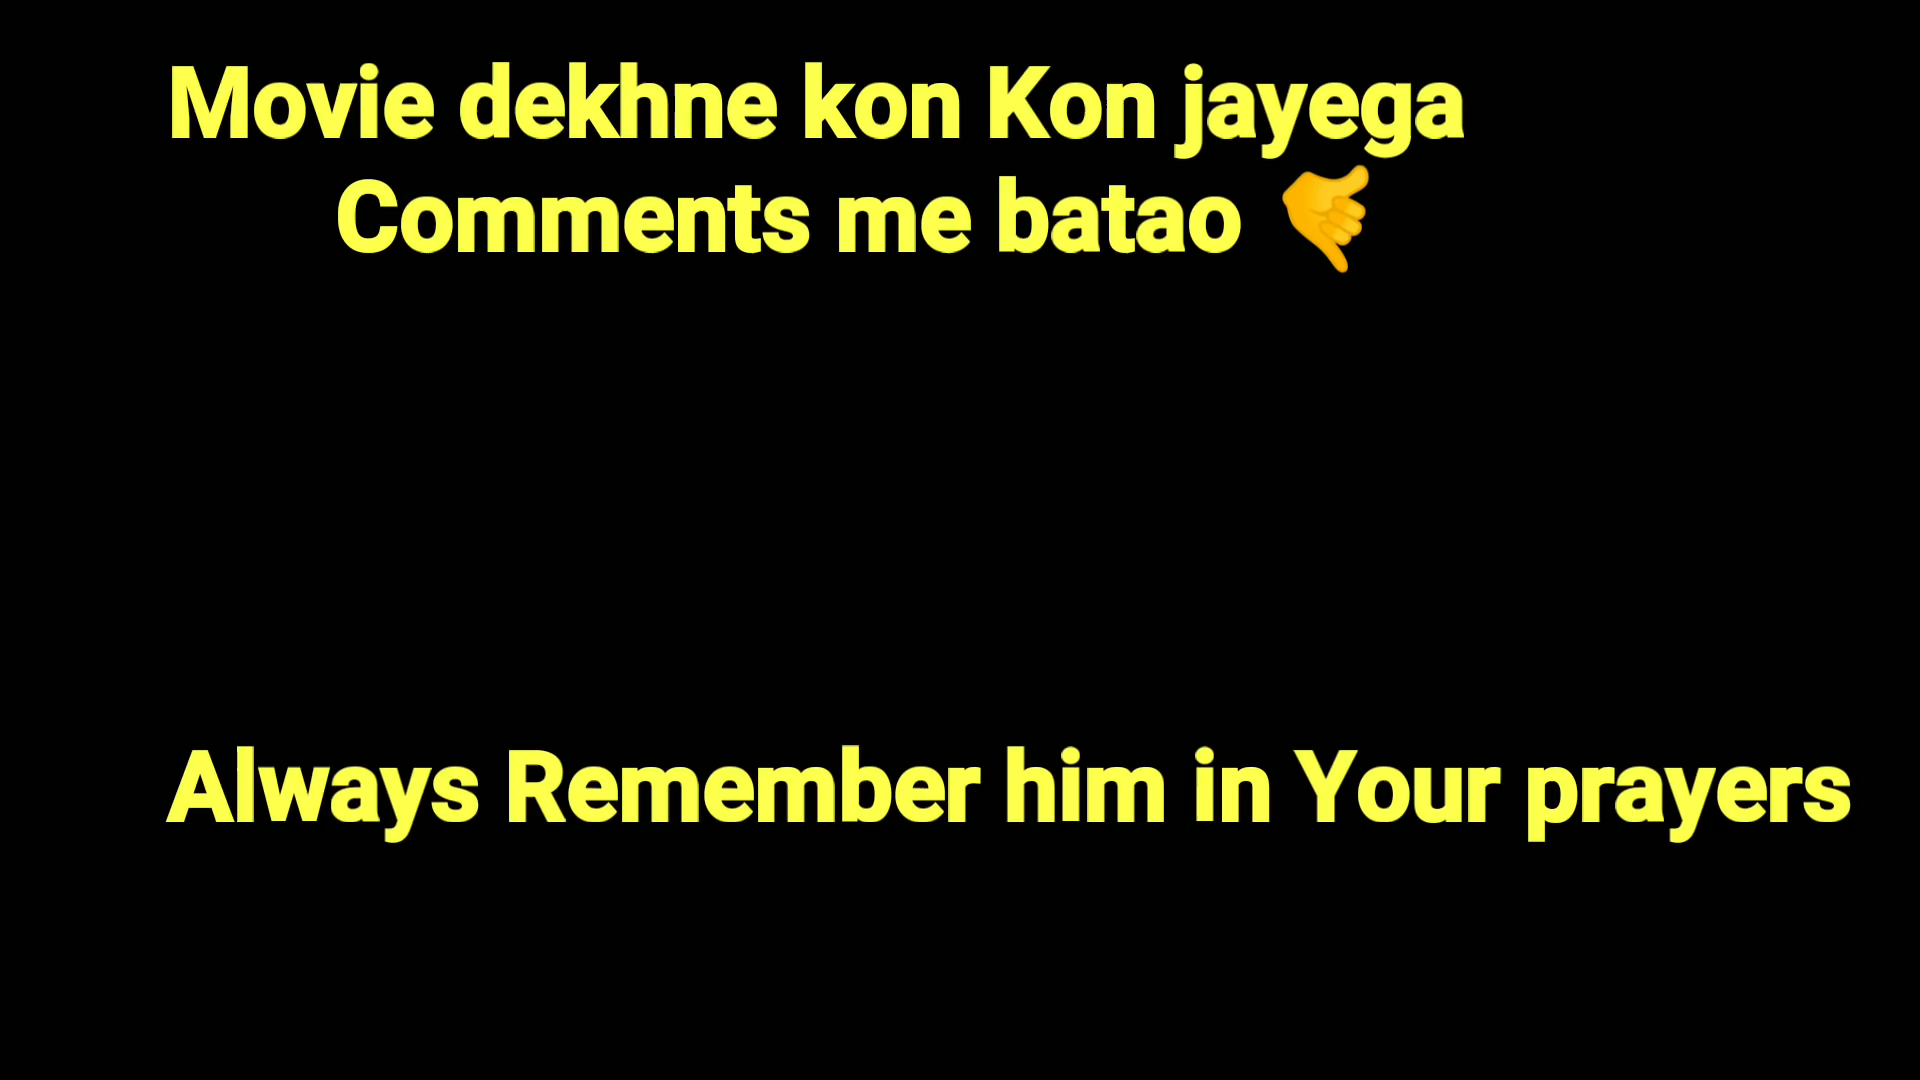 Movie dekhne kon Kon jayega
Comments me batao 🤙
Always Remember him in Your prayers